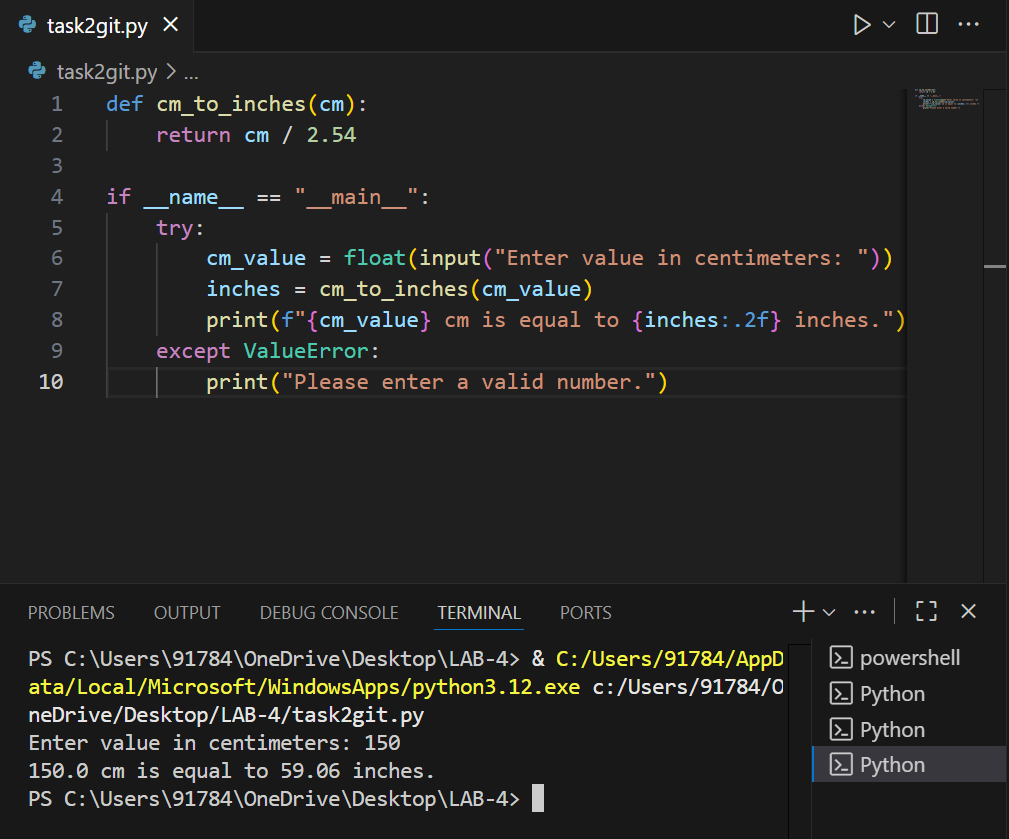 task2git.py
task2git.py > ...
1 def cm_to_inches(cm):
2     return cm / 2.54
3
4 if __name__ == "__main__":
5     try:
6         cm_value = float(input("Enter value in centimeters: "))
7         inches = cm_to_inches(cm_value)
8         print(f"{cm_value} cm is equal to {inches:.2f} inches.")
9     except ValueError:
10         print("Please enter a valid number.")
PROBLEMS OUTPUT DEBUG CONSOLE TERMINAL PORTS
PS C:\Users\91784\OneDrive\Desktop\LAB-4> & C:/Users/91784/AppD
ata/Local/Microsoft/WindowsApps/python3.12.exe c:/Users/91784/O
neDrive/Desktop/LAB-4/task2git.py
Enter value in centimeters: 150
150.0 cm is equal to 59.06 inches.
PS C:\Users\91784\OneDrive\Desktop\LAB-4>
powershell
Python
Python
Python